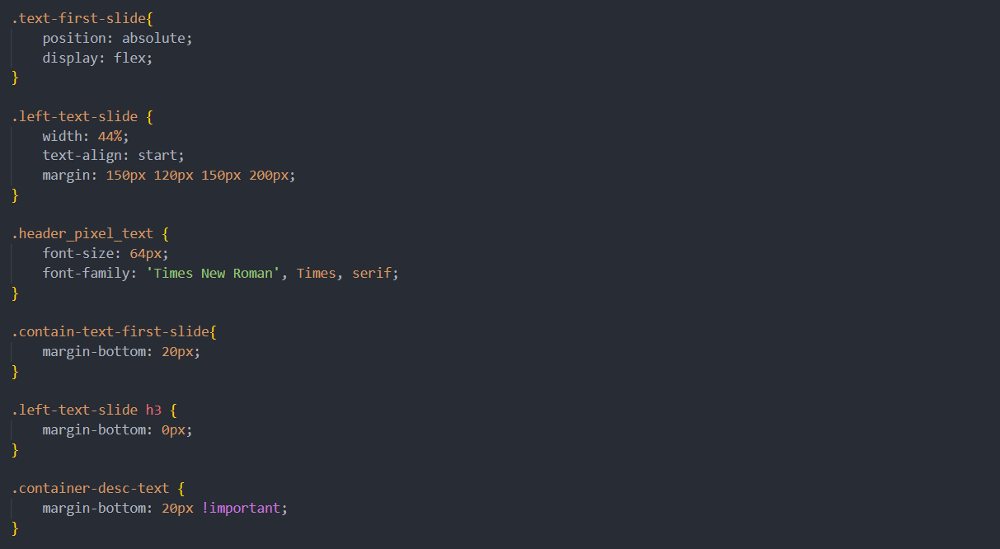 .text-first-slide{
    position: absolute;
    display: flex;
}

.left-text-slide {
    width: 44%;
    text-align: start;
    margin: 150px 120px 150px 200px;
}

.header_pixel_text {
    font-size: 64px;
    font-family: 'Times New Roman', Times, serif;
}

.contain-text-first-slide{
    margin-bottom: 20px;
}

.left-text-slide h3 {
    margin-bottom: 0px;
}

.container-desc-text {
    margin-bottom: 20px !important;
}